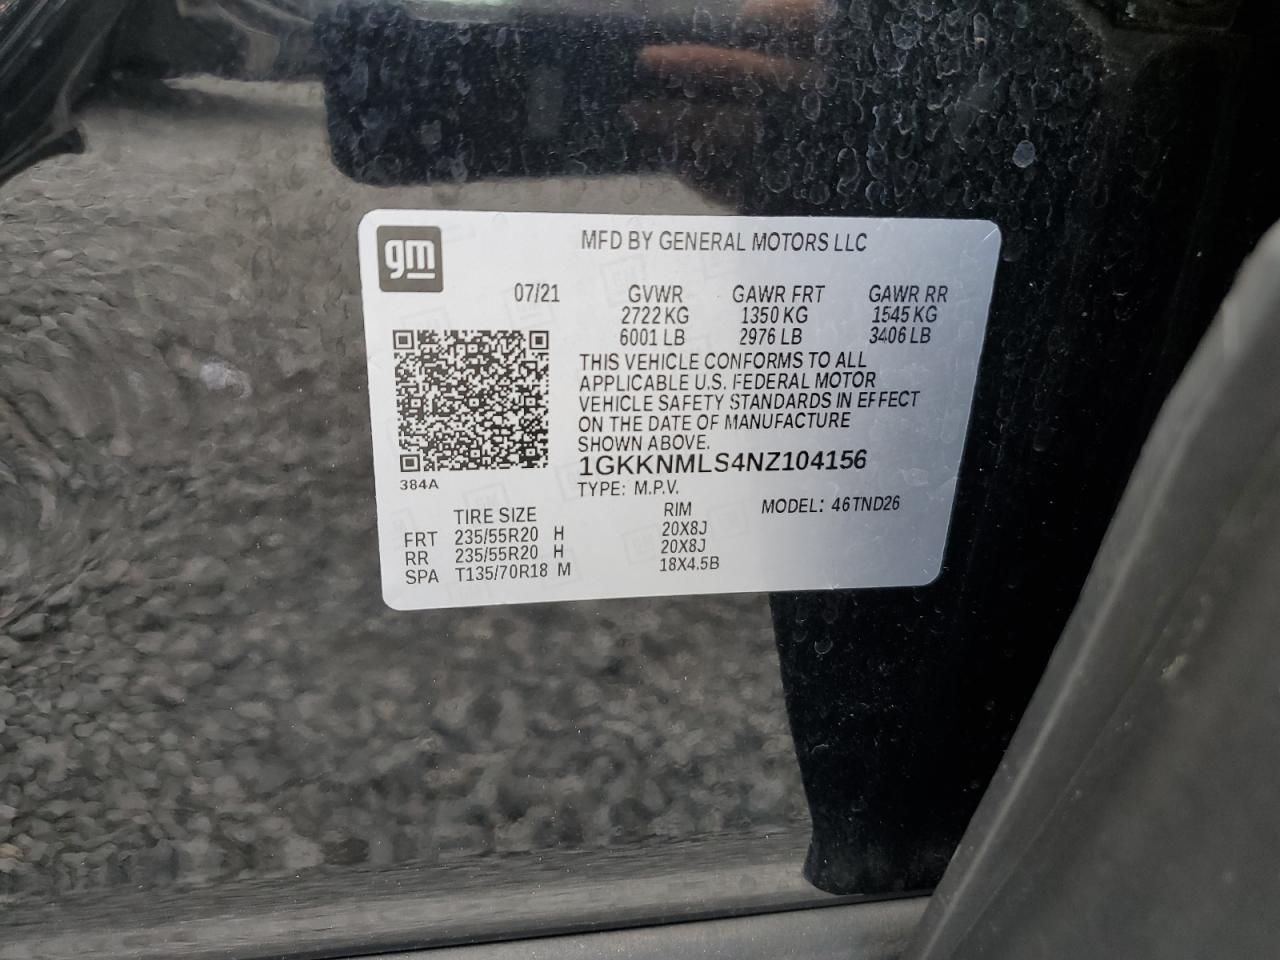 gm
MFD BY GENERAL MOTORS LLC
07/21 GVWR GAWR FRT GAWR RR
2722 KG 1350 KG 1545 KG
6001 LB 2976 LB 3406 LB
THIS VEHICLE CONFORMS TO ALL
APPLICABLE U.S. FEDERAL MOTOR
VEHICLE SAFETY STANDARDS IN EFFECT
ON THE DATE OF MANUFACTURE
SHOWN ABOVE.
1GKKNMLS4NZ104156
384A
TYPE: M.P.V.
MODEL: 46TND26
TIRE SIZE RIM
FRT 235/55R20 H 20X8J
RR 235/55R20 H 20X8J
SPA T135/70R18 M 18X4.5B